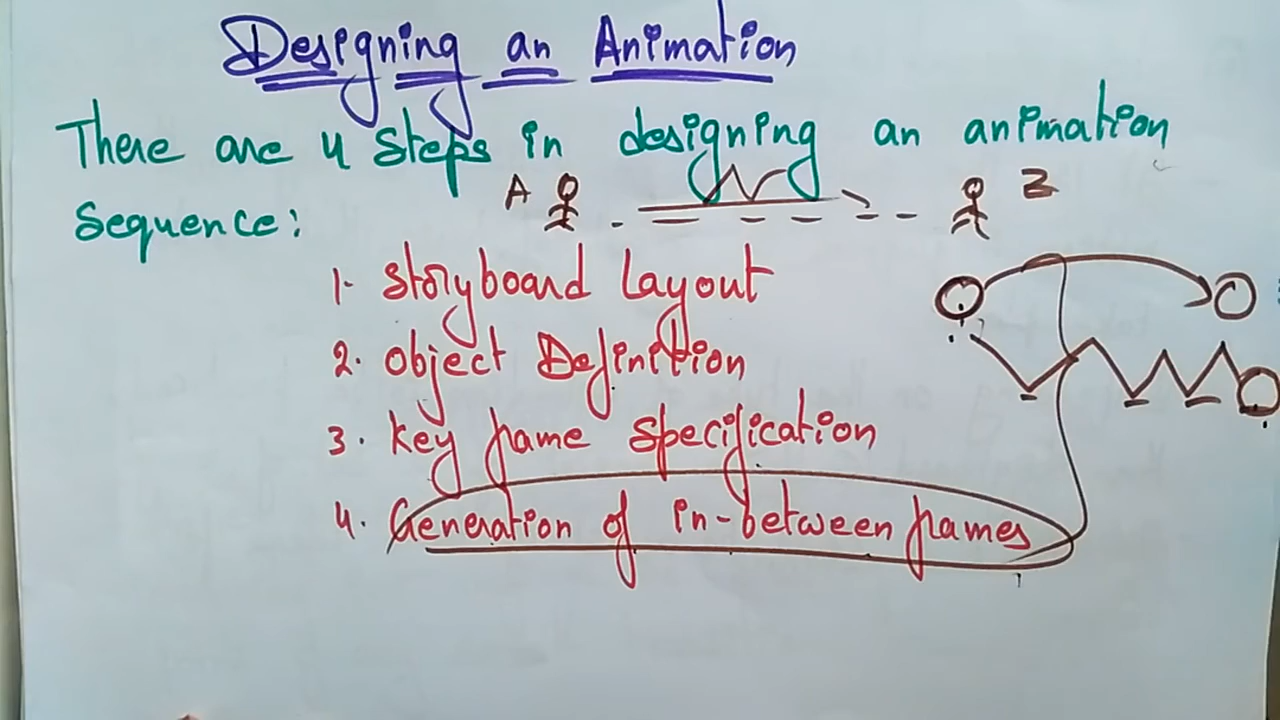 Designing an Animation
There are 4 steps in designing an animation
A B
sequence:
1. Storyboard Layout
2. Object Definition
3. Key frame specification
4. Generation of in-between frames